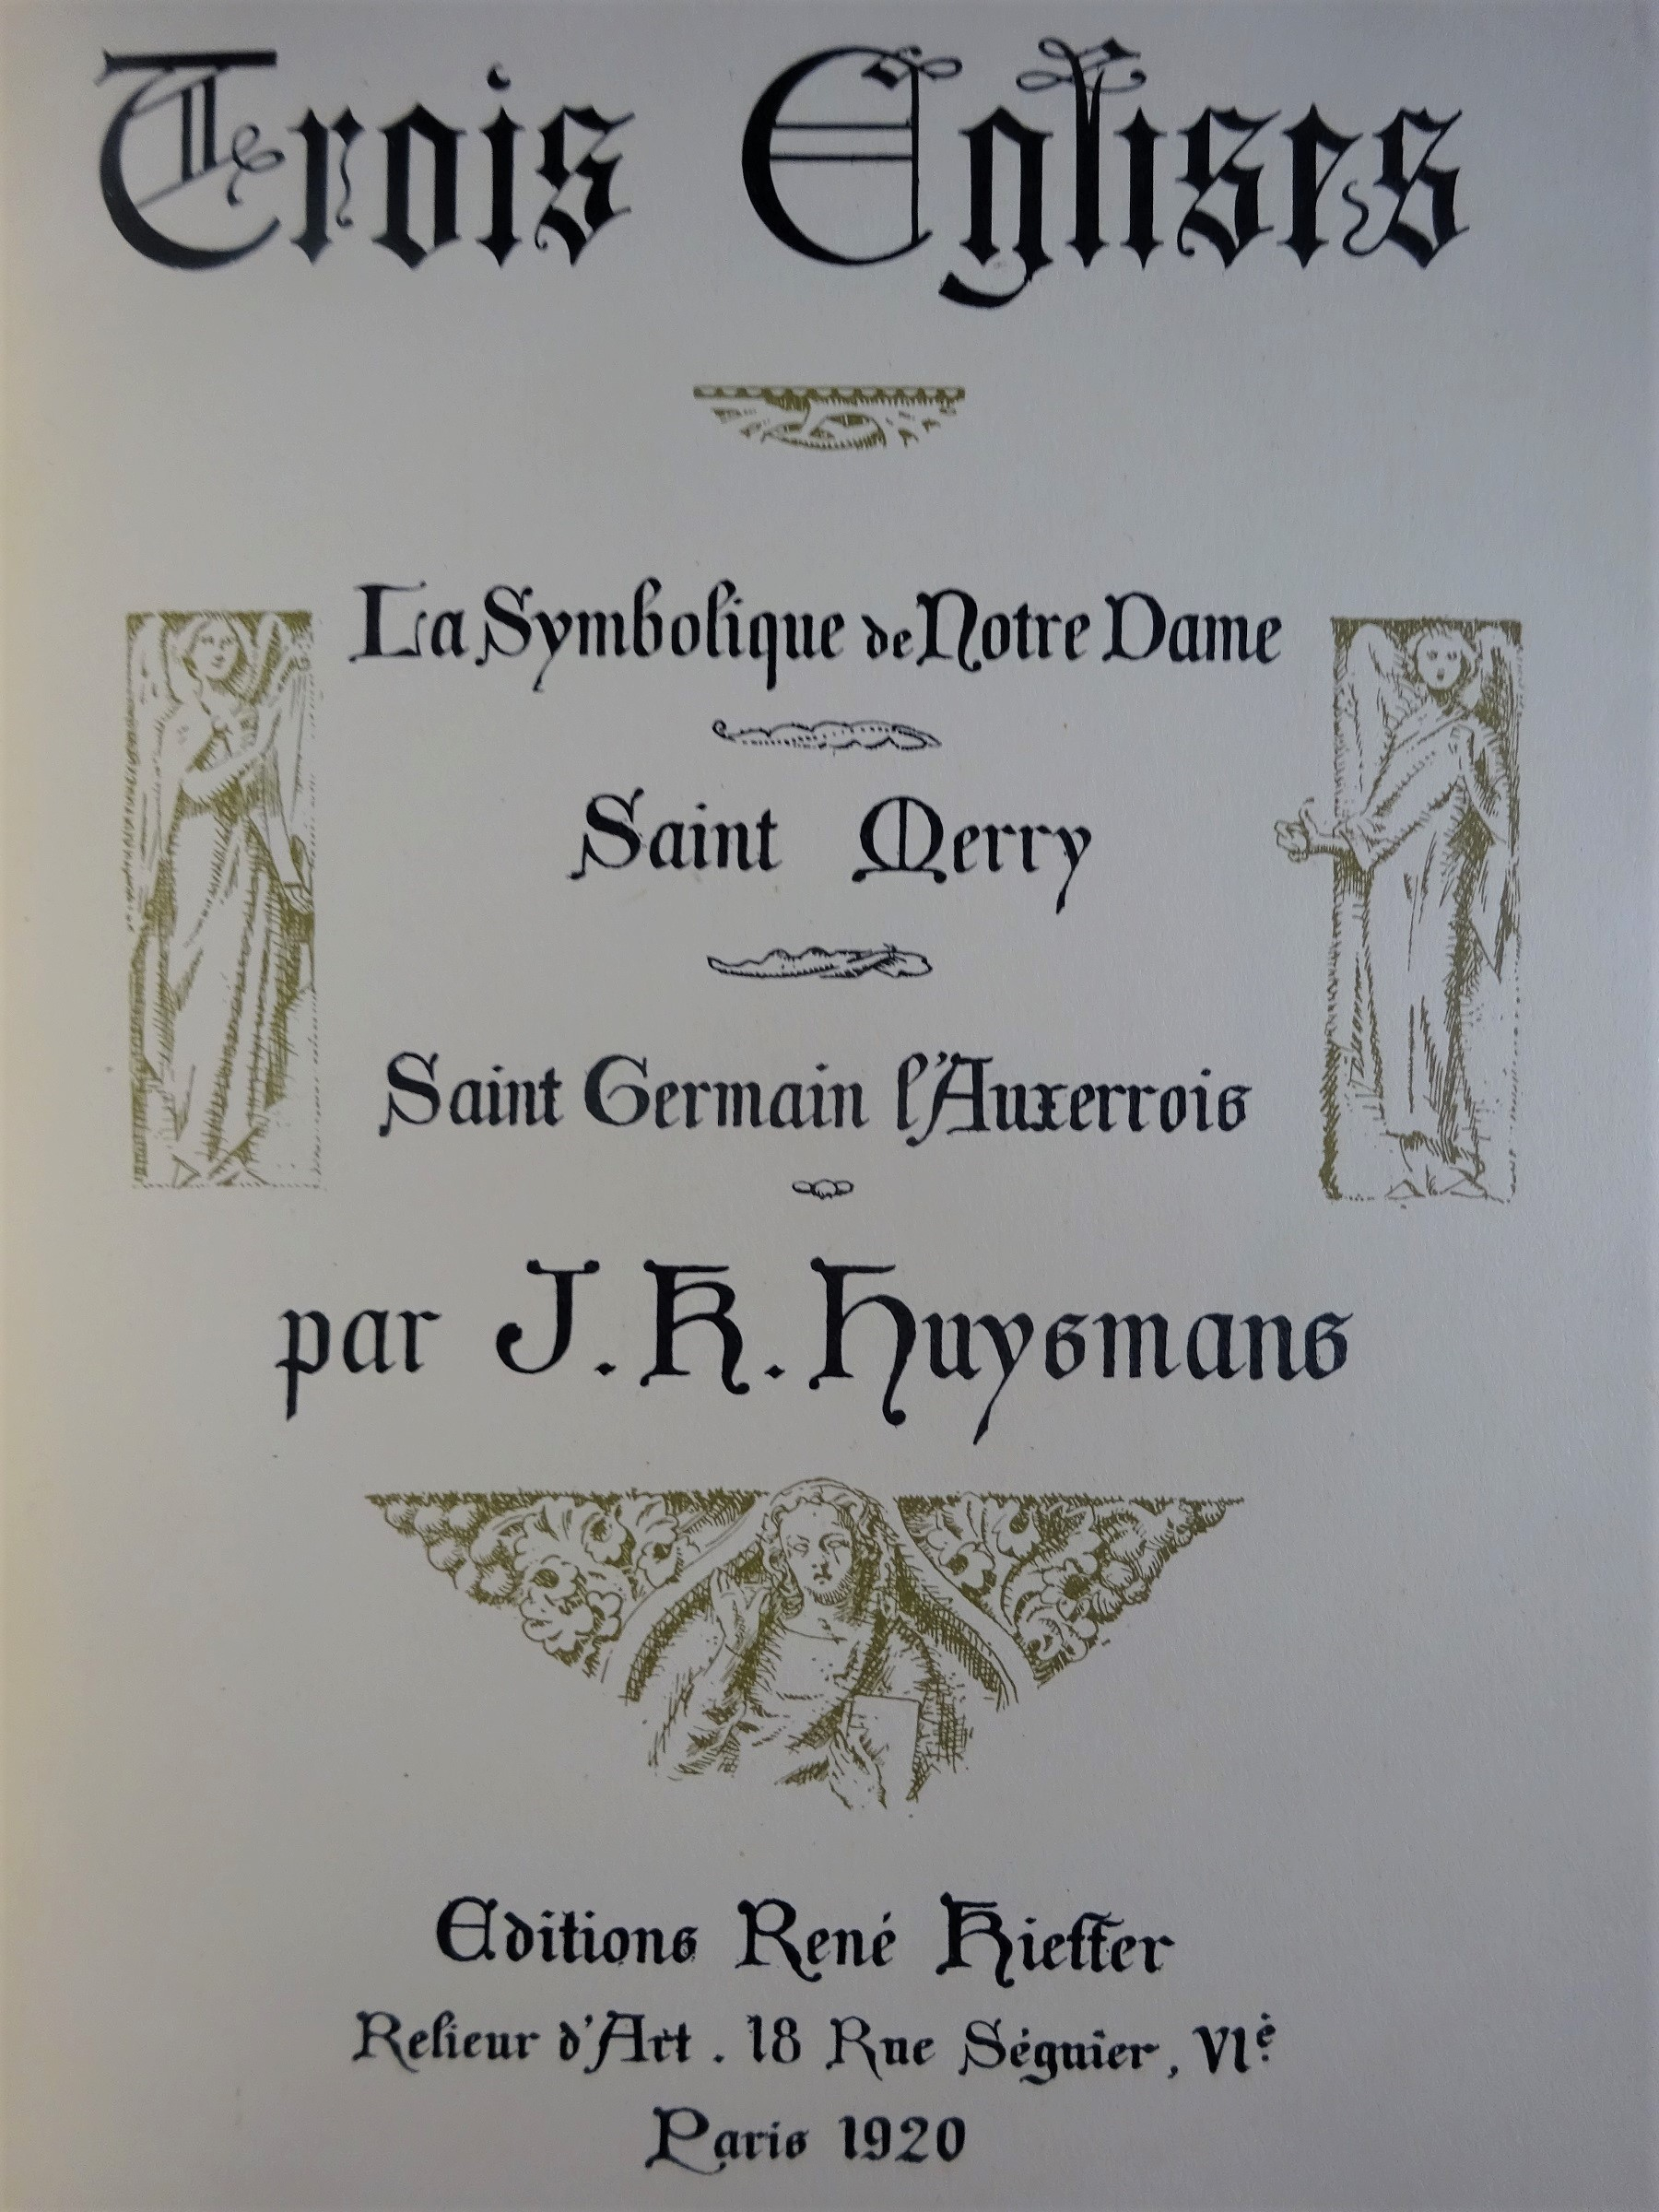 Trois Eglises
La Symbolique de Notre Dame
Saint Merry
Saint Germain l'Auxerrois
par J. K. Huysmans
Editions René Kieffer
Relieur d'Art . 18 Rue Séguier, VIè
Paris 1920